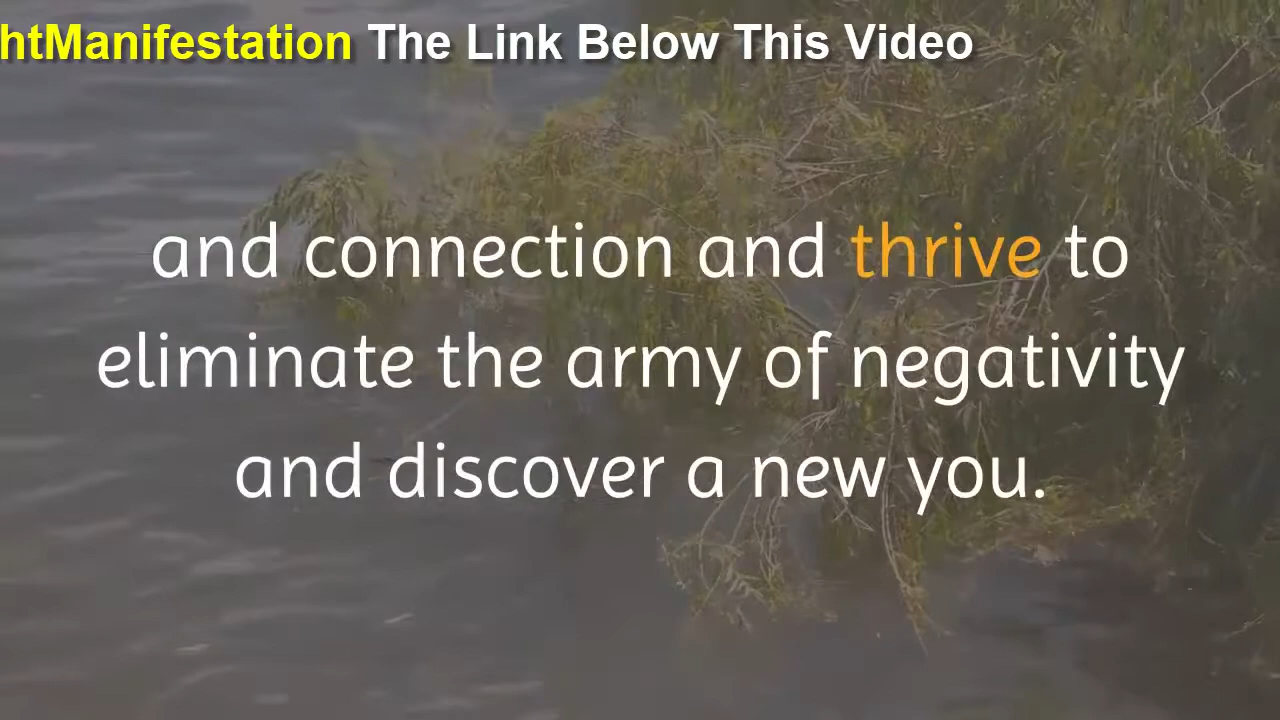 htManifestation The Link Below This Video
and connection and thrive to
eliminate the army of negativity
and discover a new you.